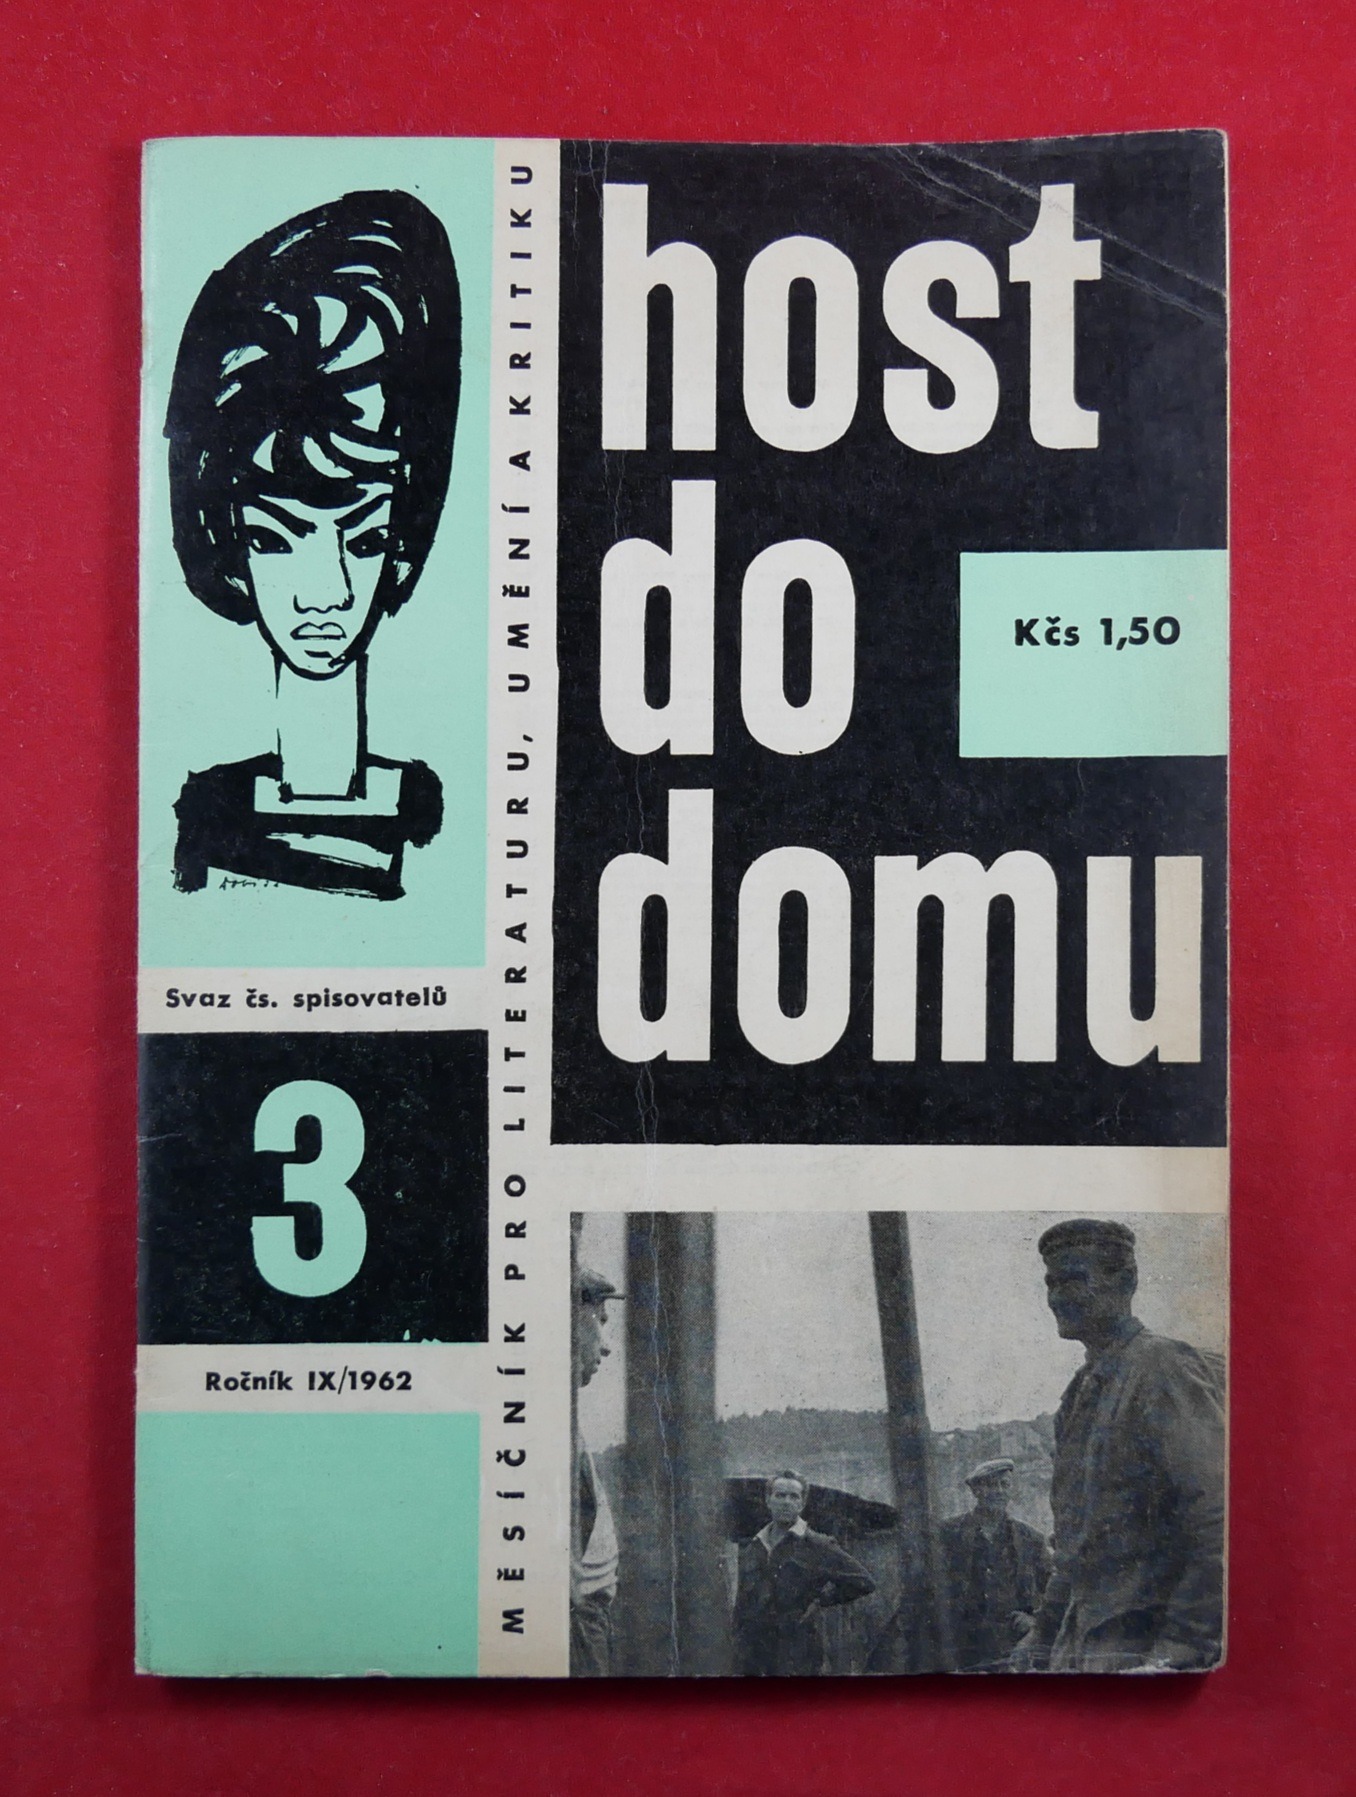 host
do
domu
Kčs 1,50
MĚSÍČNÍK PRO LITERATURU, UMĚNÍ A KRITIKU
Svaz čs. spisovatelů
3
Ročník IX/1962